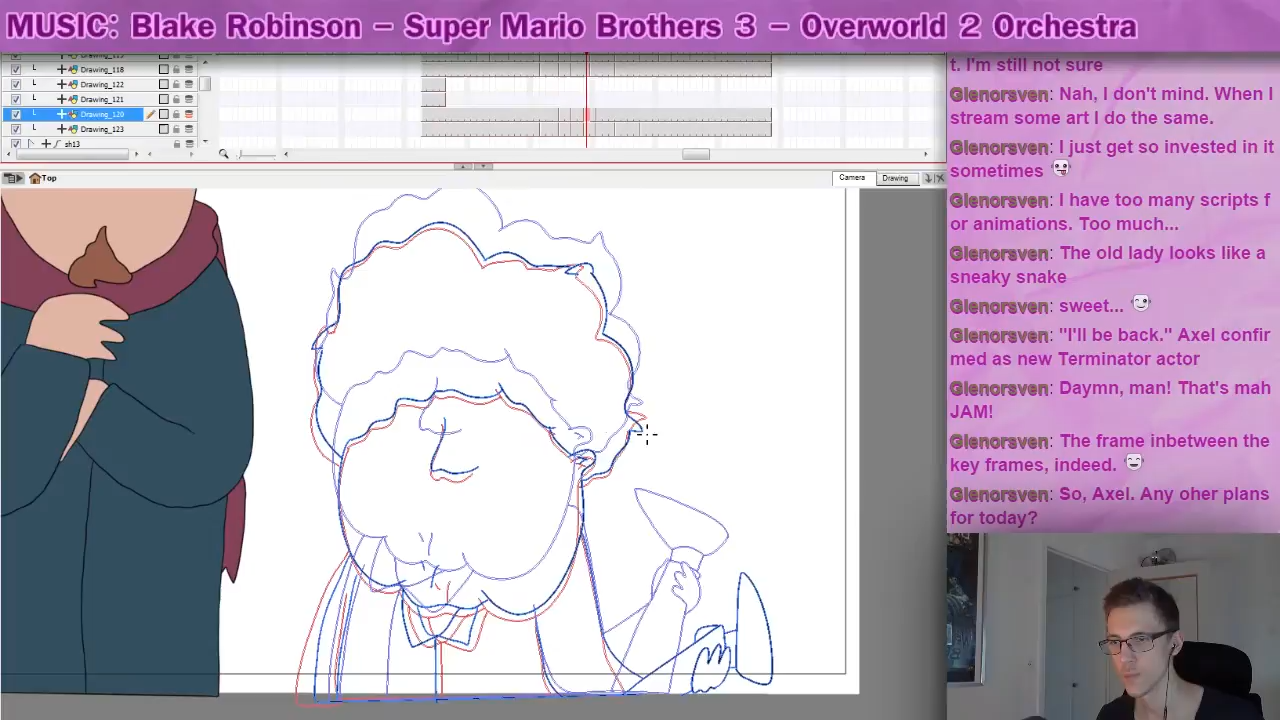 MUSIC: Blake Robinson – Super Mario Brothers 3 – Overworld 2 Orchestra
Drawing_118
Drawing_122
Drawing_121
Drawing_120
Drawing_123
sh13
Top
Camera
Drawing
t. I'm still not sure
Glenorsven: Nah, I don't mind. When I
stream some art I do the same.
Glenorsven: I just get so invested in it
sometimes
Glenorsven: I have too many scripts f
or animations. Too much...
Glenorsven: The old lady looks like a
sneaky snake
Glenorsven: sweet...
Glenorsven: "I'll be back." Axel confir
med as new Terminator actor
Glenorsven: Daymn, man! That's mah
JAM!
Glenorsven: The frame inbetween the
key frames, indeed.
Glenorsven: So, Axel. Any oher plans
for today?